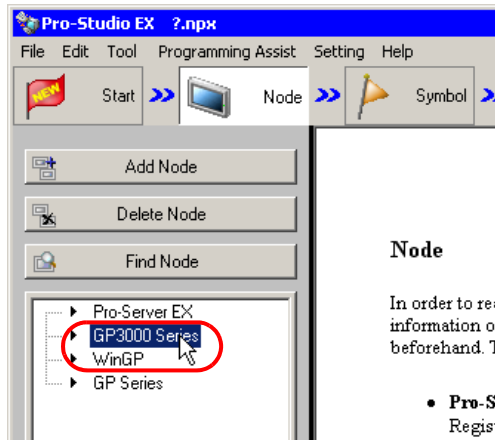 Pro-Studio EX ?.npx
File Edit Tool Programming Assist Setting Help
NEW Start Node Symbol
Add Node
Delete Node
Find Node
Pro-Server EX
GP3000 Series
WinGP
GP Series
Node
In order to rea
information o
beforehand. T
• Pro-S
Regis